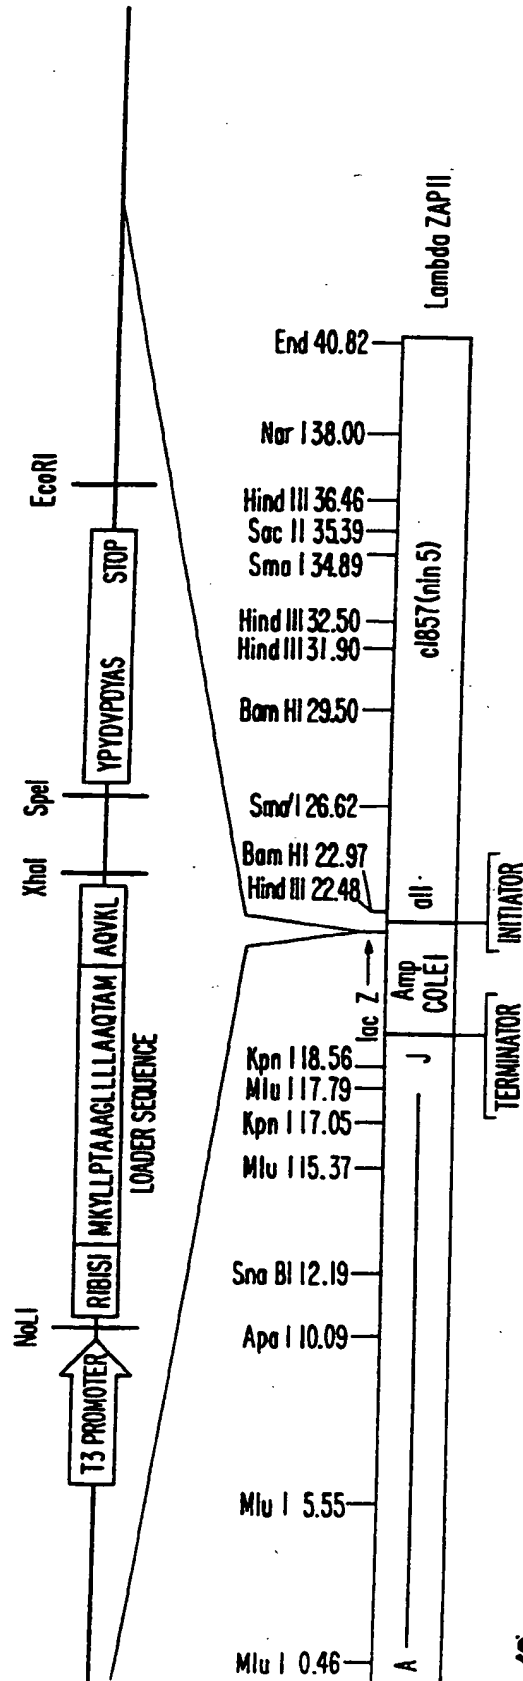 T3 PROMOTER
NoLI
RIBISI
MKYLLPTAAAGLLLLAAQTAM
AQVKL
LOADER SEQUENCE
XhoI
SpeI
YPYDVPDYAS
STOP
EcoRI
Mlu I 0.46
Mlu I 5.55
Apa I 10.09
Sna BI 12.19
Mlu I 15.37
Kpn I 17.05
Mlu I 17.79
Kpn I 18.56
lac Z
Hind III 22.48
Bam HI 22.97
Sma I 26.62
Bam HI 29.50
Hind III 31.90
Hind III 32.50
Sma I 34.89
Sac II 35.39
Hind III 36.46
Nar I 38.00
End 40.82
A
J
Amp
COLEI
att
cI857 (nin 5)
Lambda ZAPII
TERMINATOR
INITIATOR